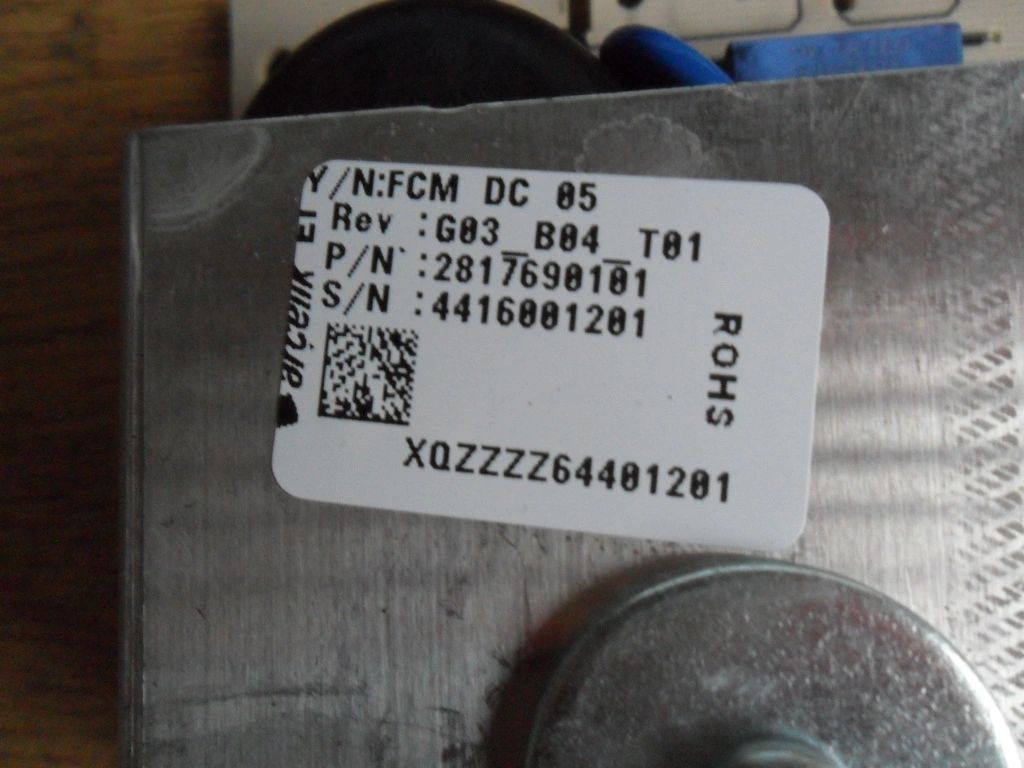 Y/N:FCM DC 05
Rev :G03_B04_T01
P/N :2817690101
S/N :4416001201
ROHS
XQZZZZ64401201